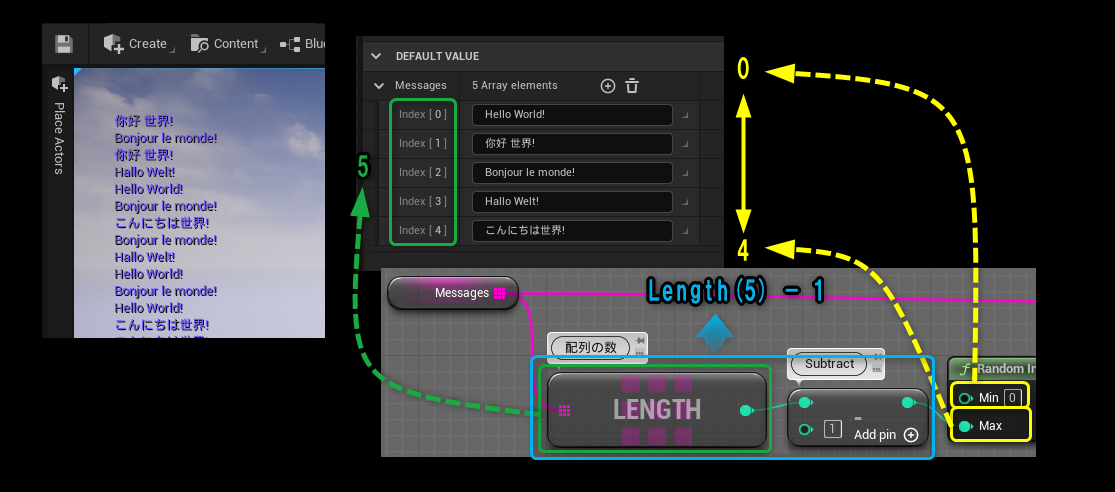 Create
Content
Blu
Place Actors
你好 世界!
Bonjour le monde!
你好 世界!
Hallo Welt!
Hello World!
Bonjour le monde!
こんにちは世界!
Bonjour le monde!
Hallo Welt!
Hello World!
Bonjour le monde!
Hello World!
こんにちは世界!
DEFAULT VALUE
Messages 5 Array elements
Index [ 0 ] Hello World!
Index [ 1 ] 你好 世界!
Index [ 2 ] Bonjour le monde!
Index [ 3 ] Hallo Welt!
Index [ 4 ] こんにちは世界!
5
0
4
Messages
Length(5) - 1
配列の数
LENGTH
Subtract
-
1
Add pin
f Random In
Min 0
Max